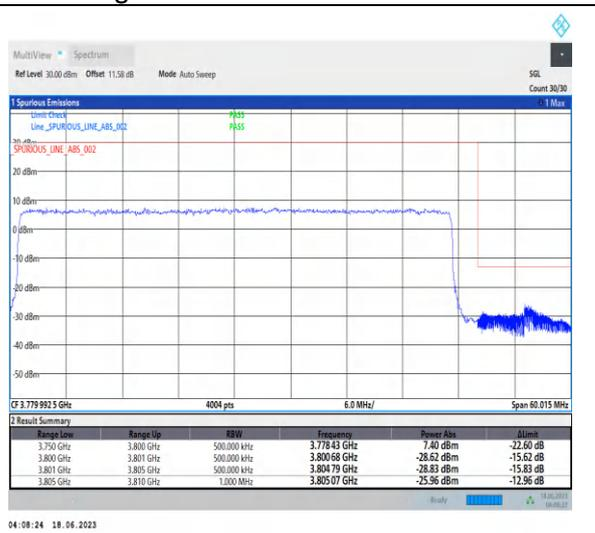 MultiView Spectrum
Ref Level 30.00 dBm Offset 11.58 dB Mode Auto Sweep SGL
Count 30/30
1 Spurious Emissions 1 Max
Limit Check PASS
Line _SPURIOUS_LINE_ABS_002 PASS
30 dBm
_SPURIOUS_LINE_ABS_002
20 dBm
10 dBm
0 dBm
-10 dBm
-20 dBm
-30 dBm
-40 dBm
-50 dBm
CF 3.779 992 5 GHz 4004 pts 6.0 MHz/ Span 60.015 MHz
2 Result Summary
Range Low Range Up RBW Frequency Power Abs ΔLimit
3.750 GHz 3.800 GHz 500.000 kHz 3.778 43 GHz 7.40 dBm -22.60 dB
3.800 GHz 3.801 GHz 500.000 kHz 3.800 68 GHz -28.62 dBm -15.62 dB
3.801 GHz 3.805 GHz 500.000 kHz 3.804 79 GHz -28.83 dBm -15.83 dB
3.805 GHz 3.810 GHz 1.000 MHz 3.805 07 GHz -25.96 dBm -12.96 dB
Ready 18.06.2023
04:08:24 18.06.2023